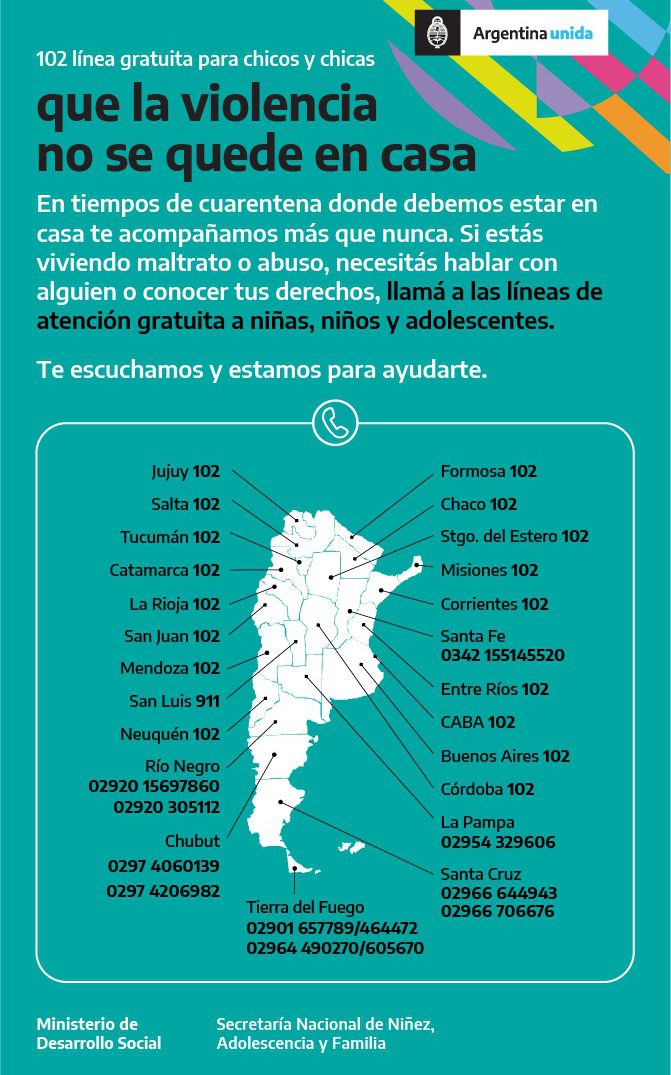 Argentina unida
102 línea gratuita para chicos y chicas
que la violencia
no se quede en casa
En tiempos de cuarentena donde debemos estar en
casa te acompañamos más que nunca. Si estás
viviendo maltrato o abuso, necesitás hablar con
alguien o conocer tus derechos, llamá a las líneas de
atención gratuita a niñas, niños y adolescentes.
Te escuchamos y estamos para ayudarte.
Jujuy 102
Salta 102
Tucumán 102
Catamarca 102
La Rioja 102
San Juan 102
Mendoza 102
San Luis 911
Neuquén 102
Río Negro
02920 15697860
02920 305112
Chubut
0297 4060139
0297 4206982
Tierra del Fuego
02901 657789/464472
02964 490270/605670
Formosa 102
Chaco 102
Stgo. del Estero 102
Misiones 102
Corrientes 102
Santa Fe
0342 155145520
Entre Ríos 102
CABA 102
Buenos Aires 102
Córdoba 102
La Pampa
02954 329606
Santa Cruz
02966 644943
02966 706676
Ministerio de
Desarrollo Social
Secretaría Nacional de Niñez,
Adolescencia y Familia